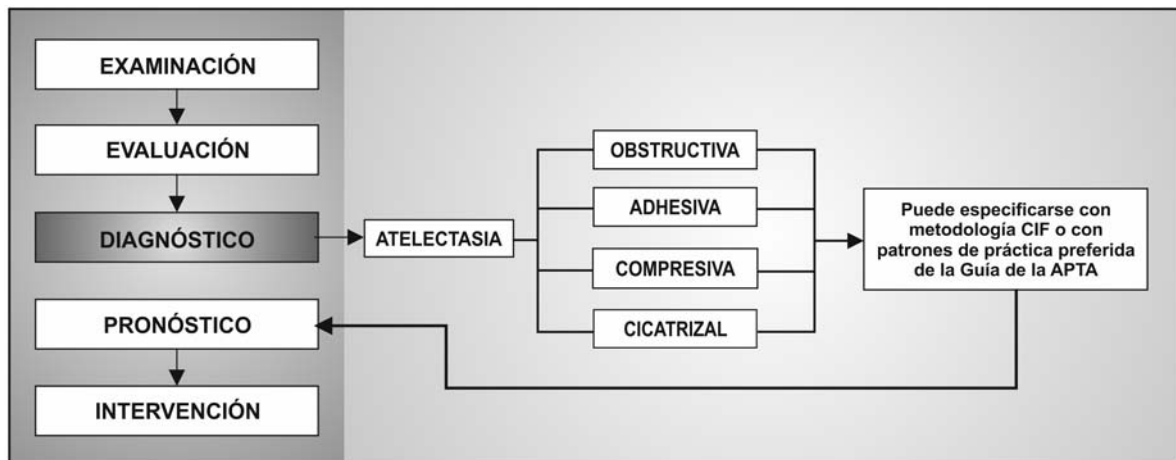 EXAMINACIÓN
EVALUACIÓN
DIAGNÓSTICO
PRONÓSTICO
INTERVENCIÓN
ATELECTASIA
OBSTRUCTIVA
ADHESIVA
COMPRESIVA
CICATRIZAL
Puede especificarse con
metodología CIF o con
patrones de práctica preferida
de la Guía de la APTA